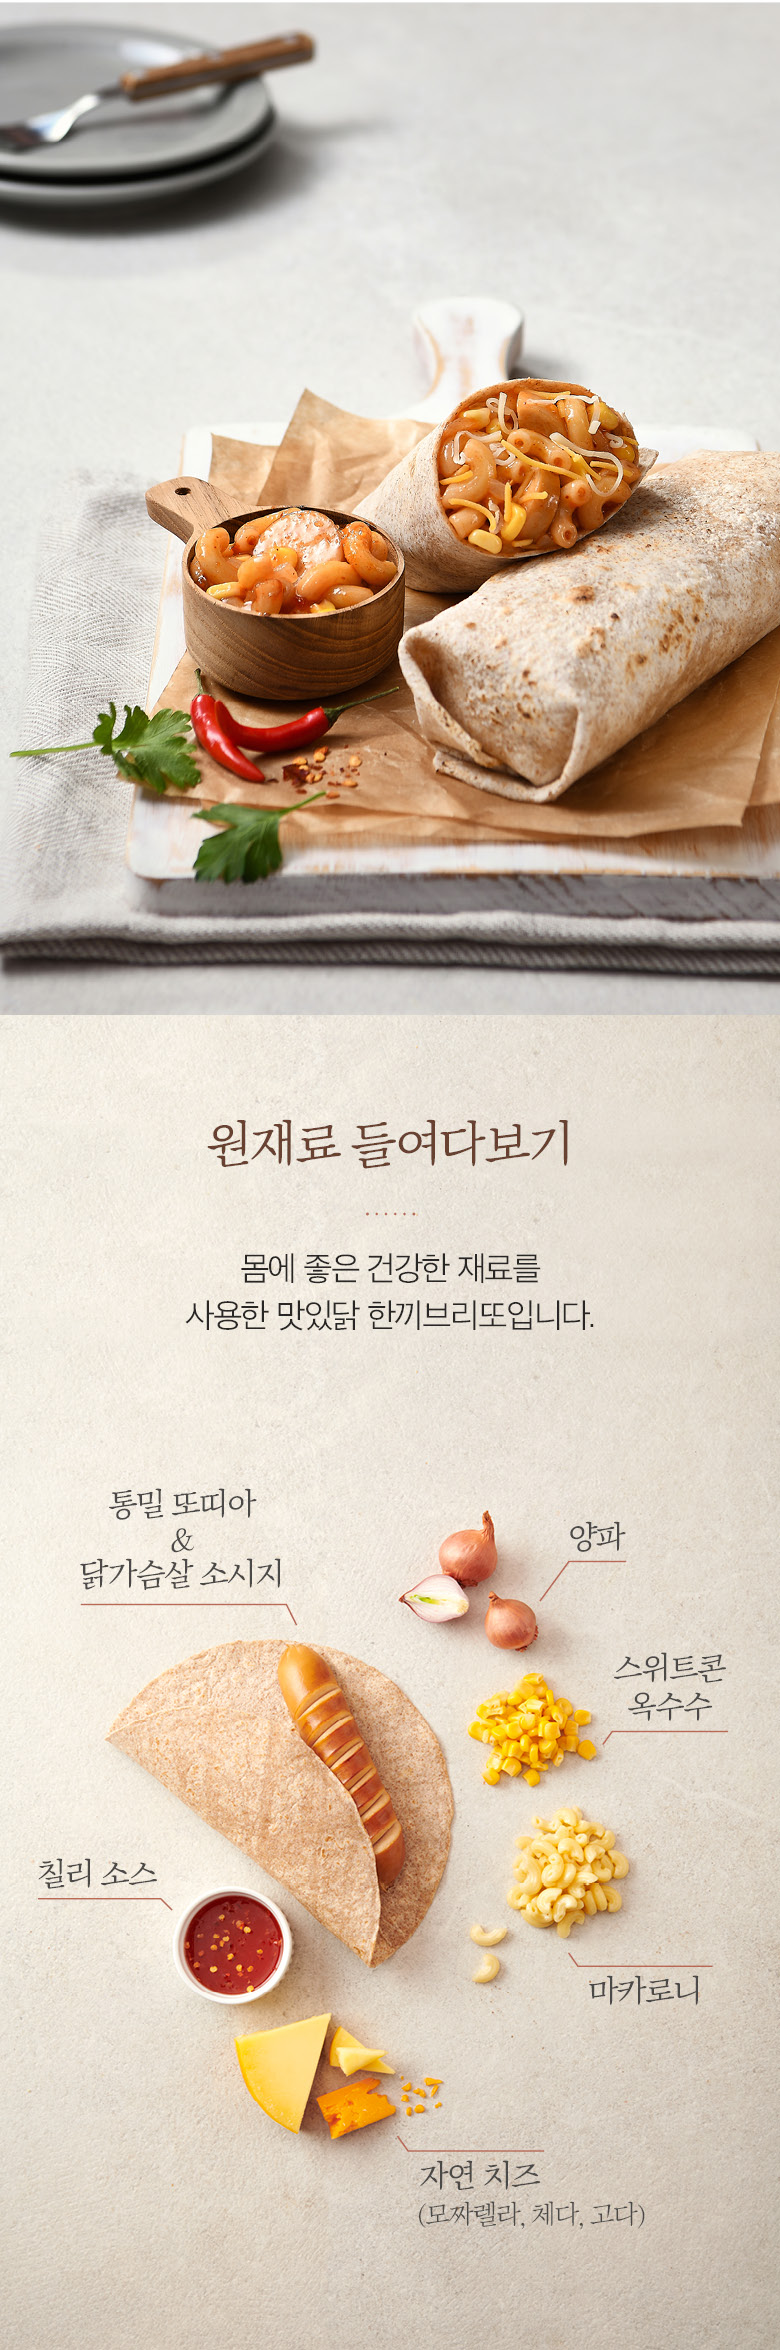 원재료 들여다보기
몸에 좋은 건강한 재료를
사용한 맛있닭 한끼브리또입니다.
통밀 또띠아
&
닭가슴살 소시지
양파
스위트콘
옥수수
칠리 소스
마카로니
자연 치즈
(모짜렐라, 체다, 고다)